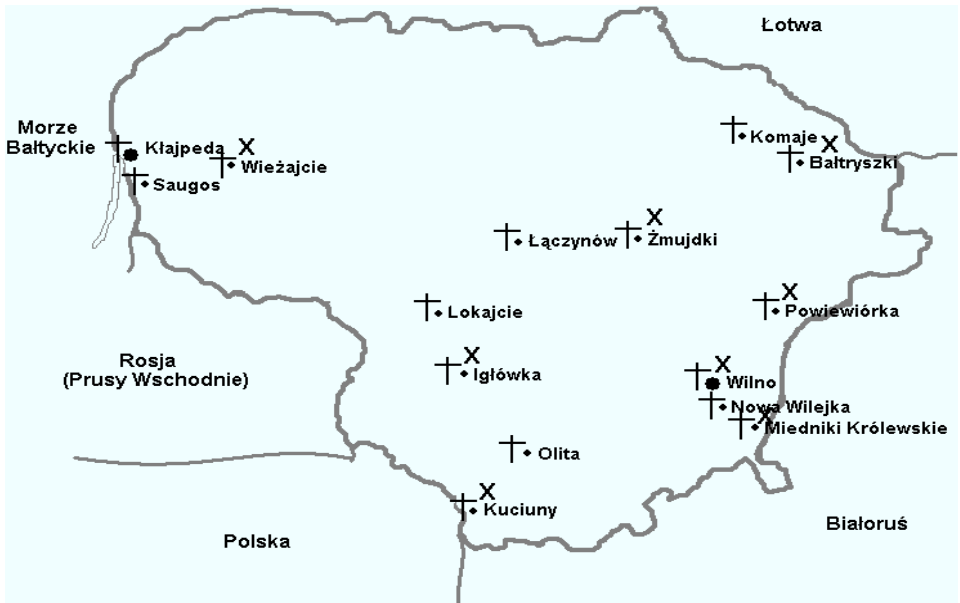 Łotwa
Morze
Bałtyckie
Kłajpeda
X
Wieżajcie
Saugos
Komaje
X
Bałtryszki
Łączynów
X
Żmujdki
Lokajcie
X
Powiewiórka
Rosja
(Prusy Wschodnie)
X
Igłówka
X
Wilno
Nowa Wilejka
X
Miedniki Królewskie
Olita
X
Kuciuny
Polska
Białoruś